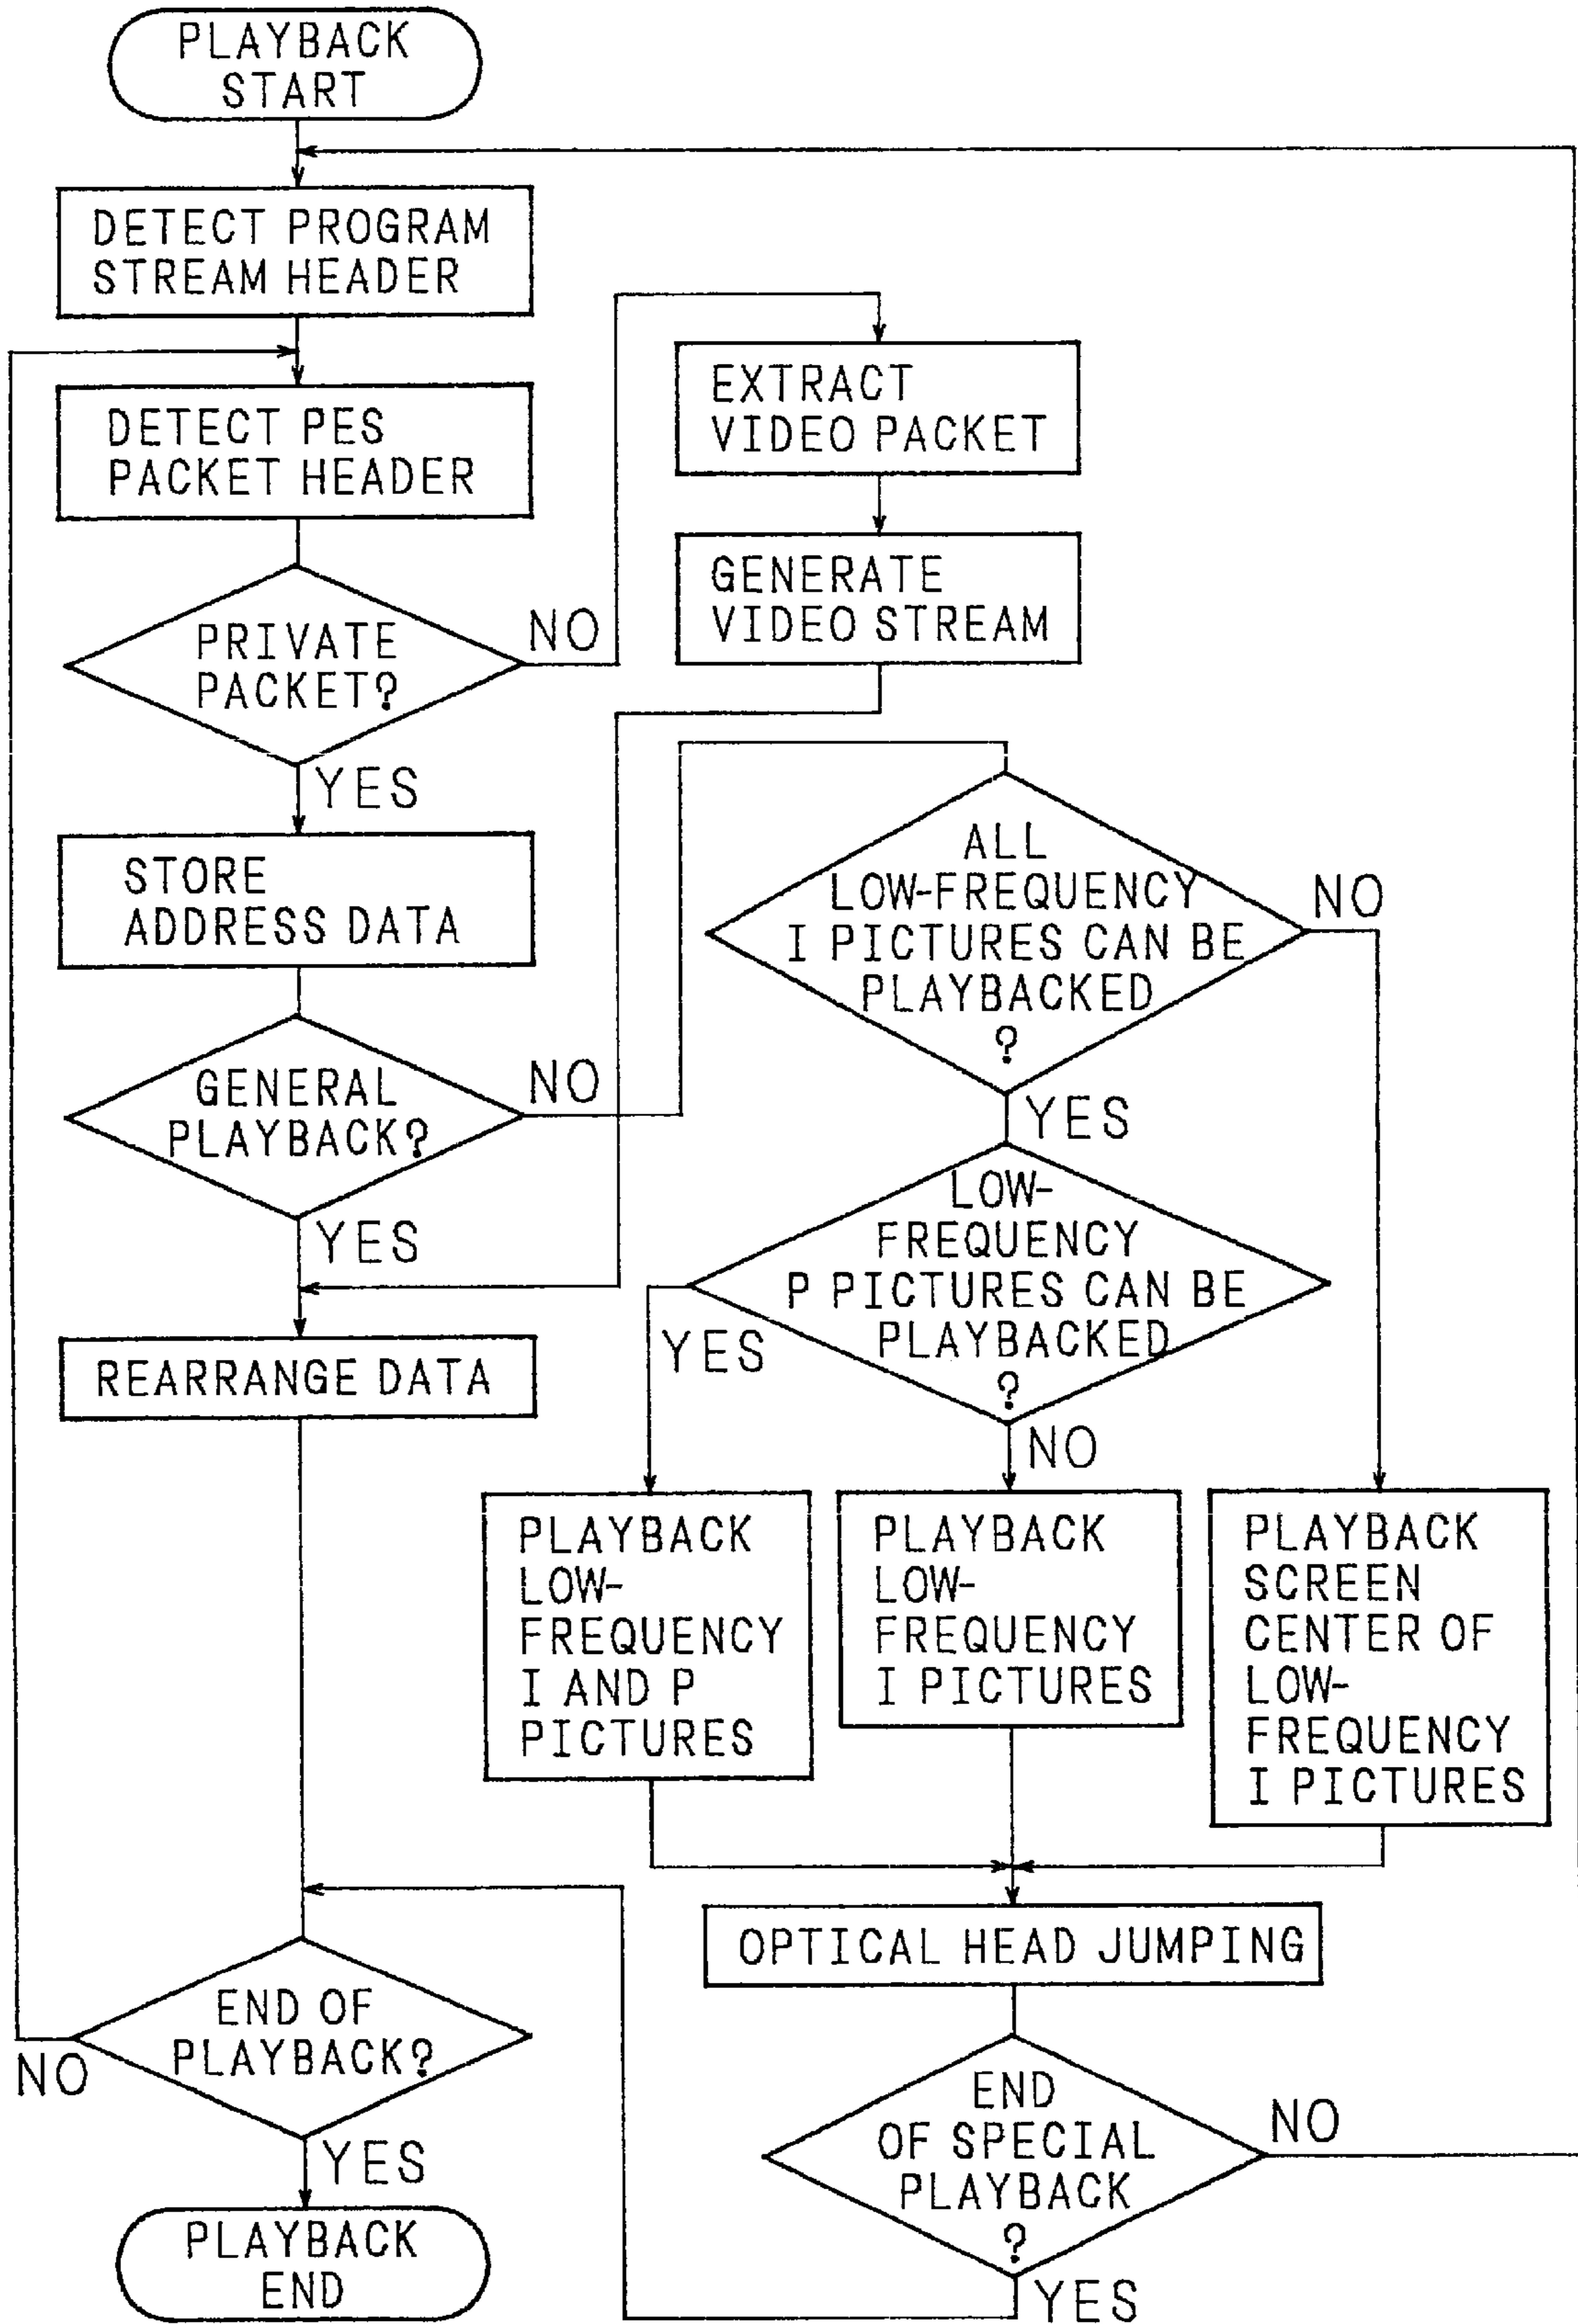 PLAYBACK
START
DETECT PROGRAM
STREAM HEADER
DETECT PES
PACKET HEADER
EXTRACT
VIDEO PACKET
GENERATE
VIDEO STREAM
PRIVATE
PACKET?
NO
YES
STORE
ADDRESS DATA
ALL
LOW-FREQUENCY
I PICTURES CAN BE
PLAYBACKED
?
NO
YES
GENERAL
PLAYBACK?
NO
YES
LOW-
FREQUENCY
P PICTURES CAN BE
PLAYBACKED
?
YES
NO
REARRANGE DATA
PLAYBACK
LOW-
FREQUENCY
I AND P
PICTURES
PLAYBACK
LOW-
FREQUENCY
I PICTURES
PLAYBACK
SCREEN
CENTER OF
LOW-
FREQUENCY
I PICTURES
OPTICAL HEAD JUMPING
END OF
PLAYBACK?
NO
YES
END
OF SPECIAL
PLAYBACK
?
NO
YES
PLAYBACK
END